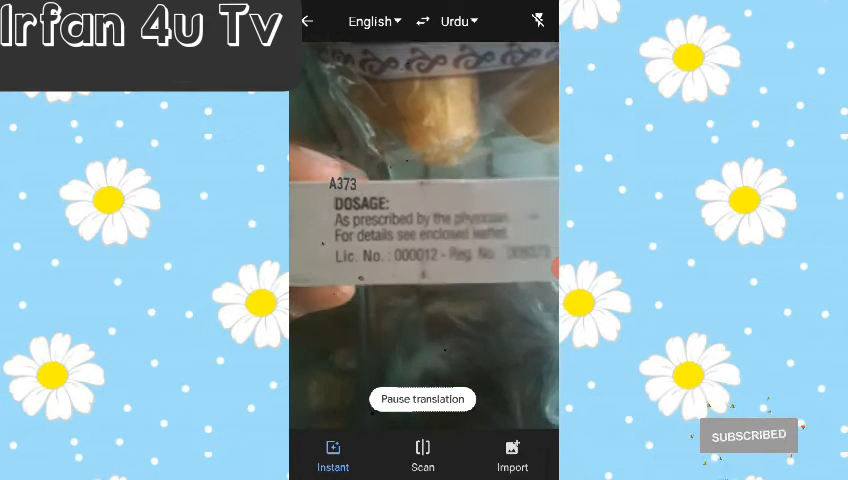 Irfan 4u Tv
English
Urdu
A373
DOSAGE:
As prescribed by the physician
For details see enclosed leaflet
Lic. No. : 000012 - Reg. No.
Pause translation
Instant
Scan
Import
SUBSCRIBED